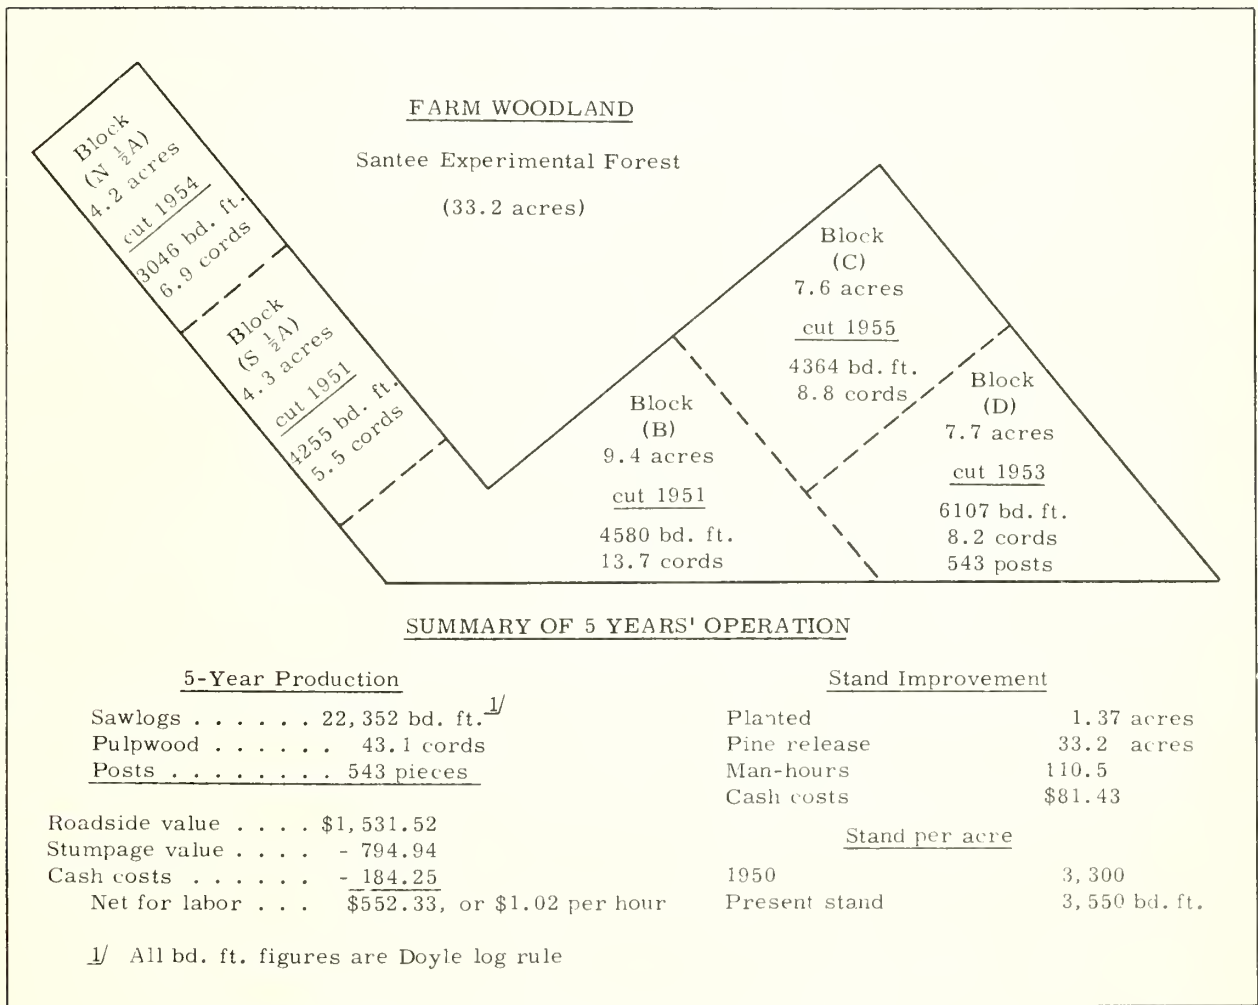 FARM WOODLAND
Santee Experimental Forest
(33.2 acres)
Block
(N ½A)
4.2 acres
cut 1954
3046 bd. ft.
6.9 cords
Block
(S ½A)
4.3 acres
cut 1951
4255 bd. ft.
5.5 cords
Block
(B)
9.4 acres
cut 1951
4580 bd. ft.
13.7 cords
Block
(C)
7.6 acres
cut 1955
4364 bd. ft.
8.8 cords
Block
(D)
7.7 acres
cut 1953
6107 bd. ft.
8.2 cords
543 posts
SUMMARY OF 5 YEARS' OPERATION
5-Year Production
Sawlogs . . . . . . 22,352 bd. ft. 1/
Pulpwood . . . . . . 43.1 cords
Posts . . . . . . . . 543 pieces
Roadside value . . . . $1,531.52
Stumpage value . . . . - 794.94
Cash costs . . . . . . - 184.25
Net for labor . . . $552.33, or $1.02 per hour
Stand Improvement
Planted 1.37 acres
Pine release 33.2 acres
Man-hours 110.5
Cash costs $81.43
Stand per acre
1950 3,300
Present stand 3,550 bd. ft.
1/ All bd. ft. figures are Doyle log rule